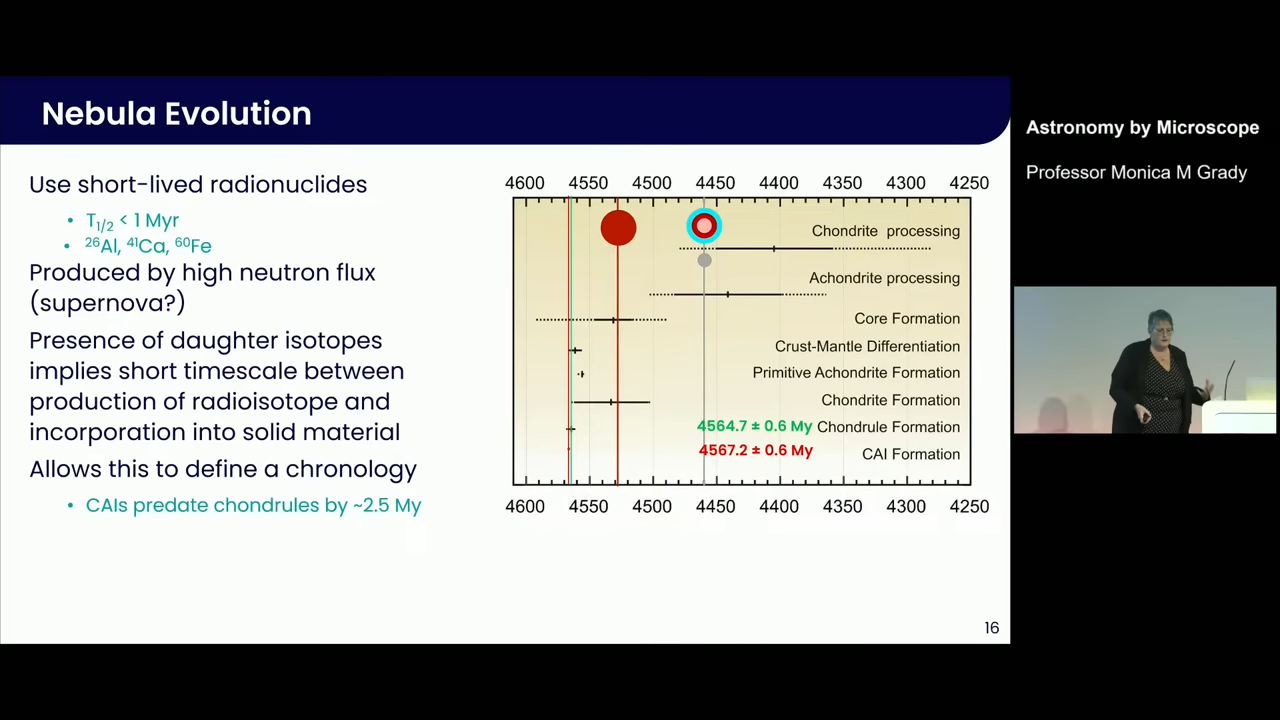 Nebula Evolution
Astronomy by Microscope
Professor Monica M Grady
Use short-lived radionuclides
• T1/2 < 1 Myr
• ²⁶Al, ⁴¹Ca, ⁶⁰Fe
Produced by high neutron flux
(supernova?)
Presence of daughter isotopes
implies short timescale between
production of radioisotope and
incorporation into solid material
Allows this to define a chronology
• CAIs predate chondrules by ~2.5 My
4600 4550 4500 4450 4400 4350 4300 4250
Chondrite processing
Achondrite processing
Core Formation
Crust-Mantle Differentiation
Primitive Achondrite Formation
Chondrite Formation
4564.7 ± 0.6 My Chondrule Formation
4567.2 ± 0.6 My CAI Formation
4600 4550 4500 4450 4400 4350 4300 4250
16